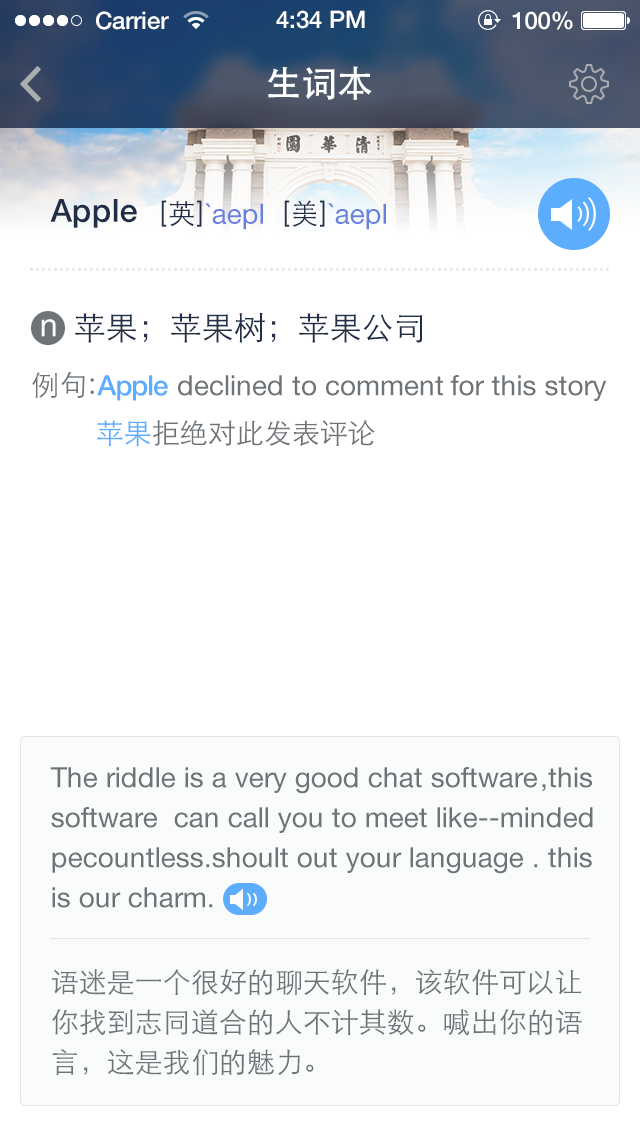 Carrier 4:34 PM 100%
生词本
園華清
Apple [英]`aepl [美]`aepl
n 苹果；苹果树；苹果公司
例句:Apple declined to comment for this story
苹果拒绝对此发表评论
The riddle is a very good chat software,this
software can call you to meet like--minded
pecountless.shoult out your language . this
is our charm.
语迷是一个很好的聊天软件，该软件可以让
你找到志同道合的人不计其数。喊出你的语
言，这是我们的魅力。